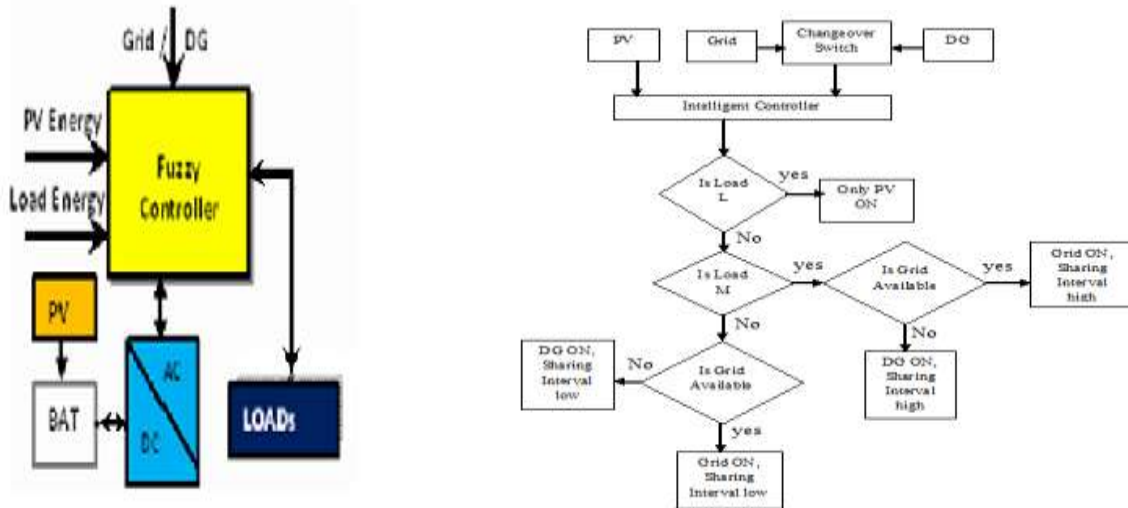 Grid / DG
PV Energy
Load Energy
Fuzzy
Controller
PV
BAT
AC
DC
LOADs
PV
Grid
Changeover
Switch
DG
Intelligent Controller
Is Load
L
yes
Only PV
ON
No
Is Load
M
yes
Is Grid
Available
yes
Grid ON,
Sharing
Interval
high
No
DG ON,
Sharing
Interval
high
No
Is Grid
Available
No
DG ON,
Sharing
Interval
low
yes
Grid ON,
Sharing
Interval low